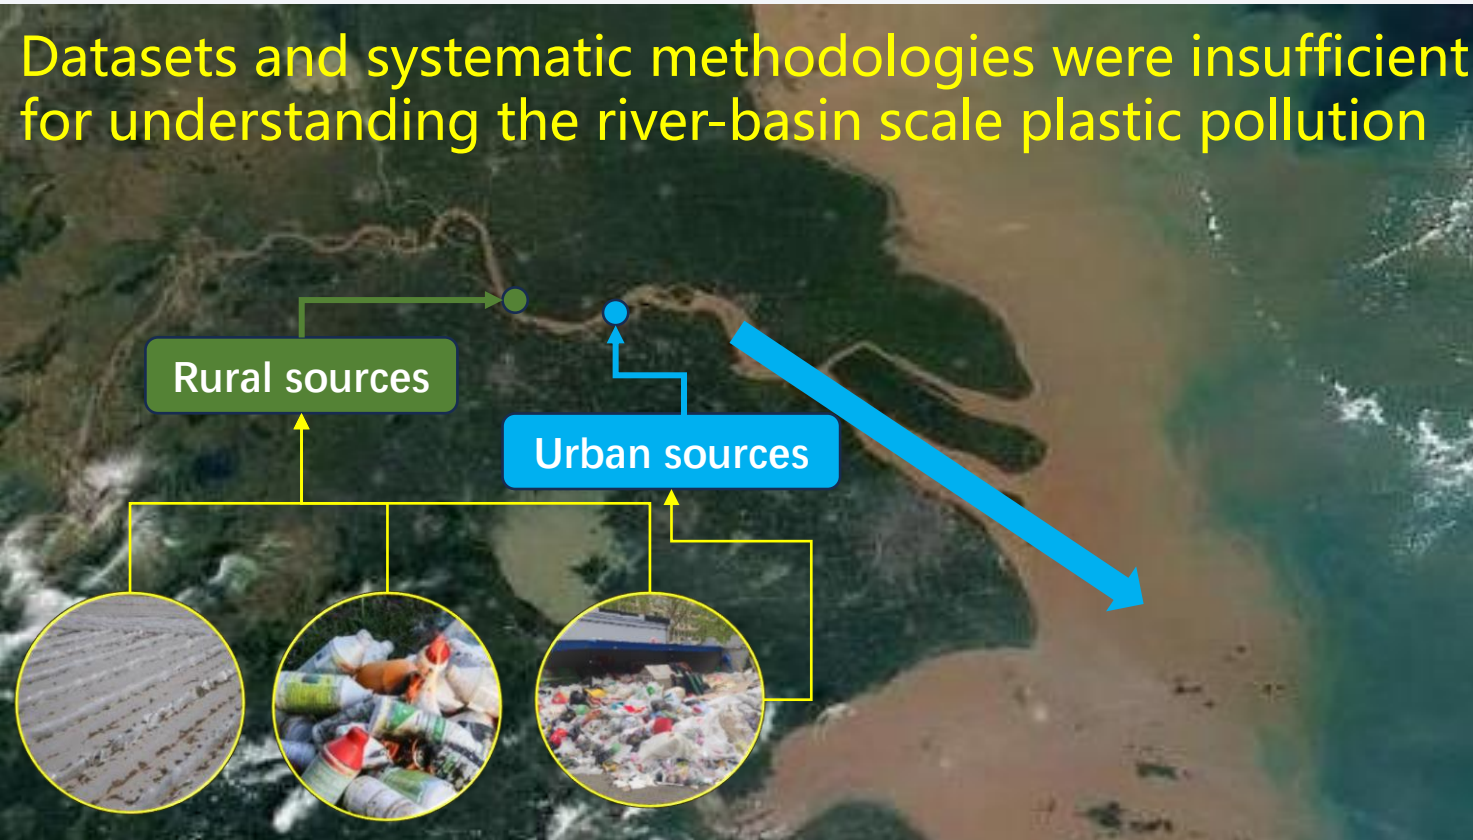 Datasets and systematic methodologies were insufficient
for understanding the river-basin scale plastic pollution
Rural sources
Urban sources